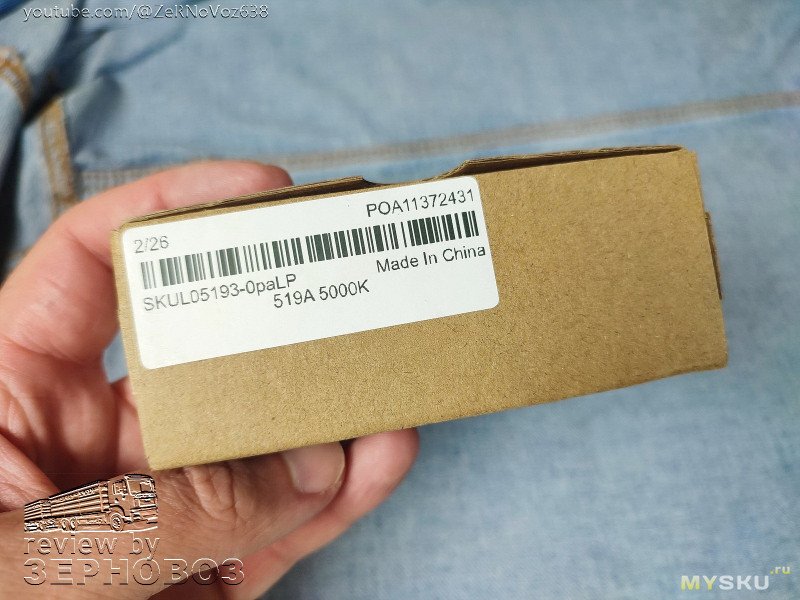 youtube.com/@ZeRNoVoz638
2/26
POA11372431
SKUL05193-0paLP
Made In China
519A 5000K
review by
ЗЕРНОВОЗ
MYSKU.ru